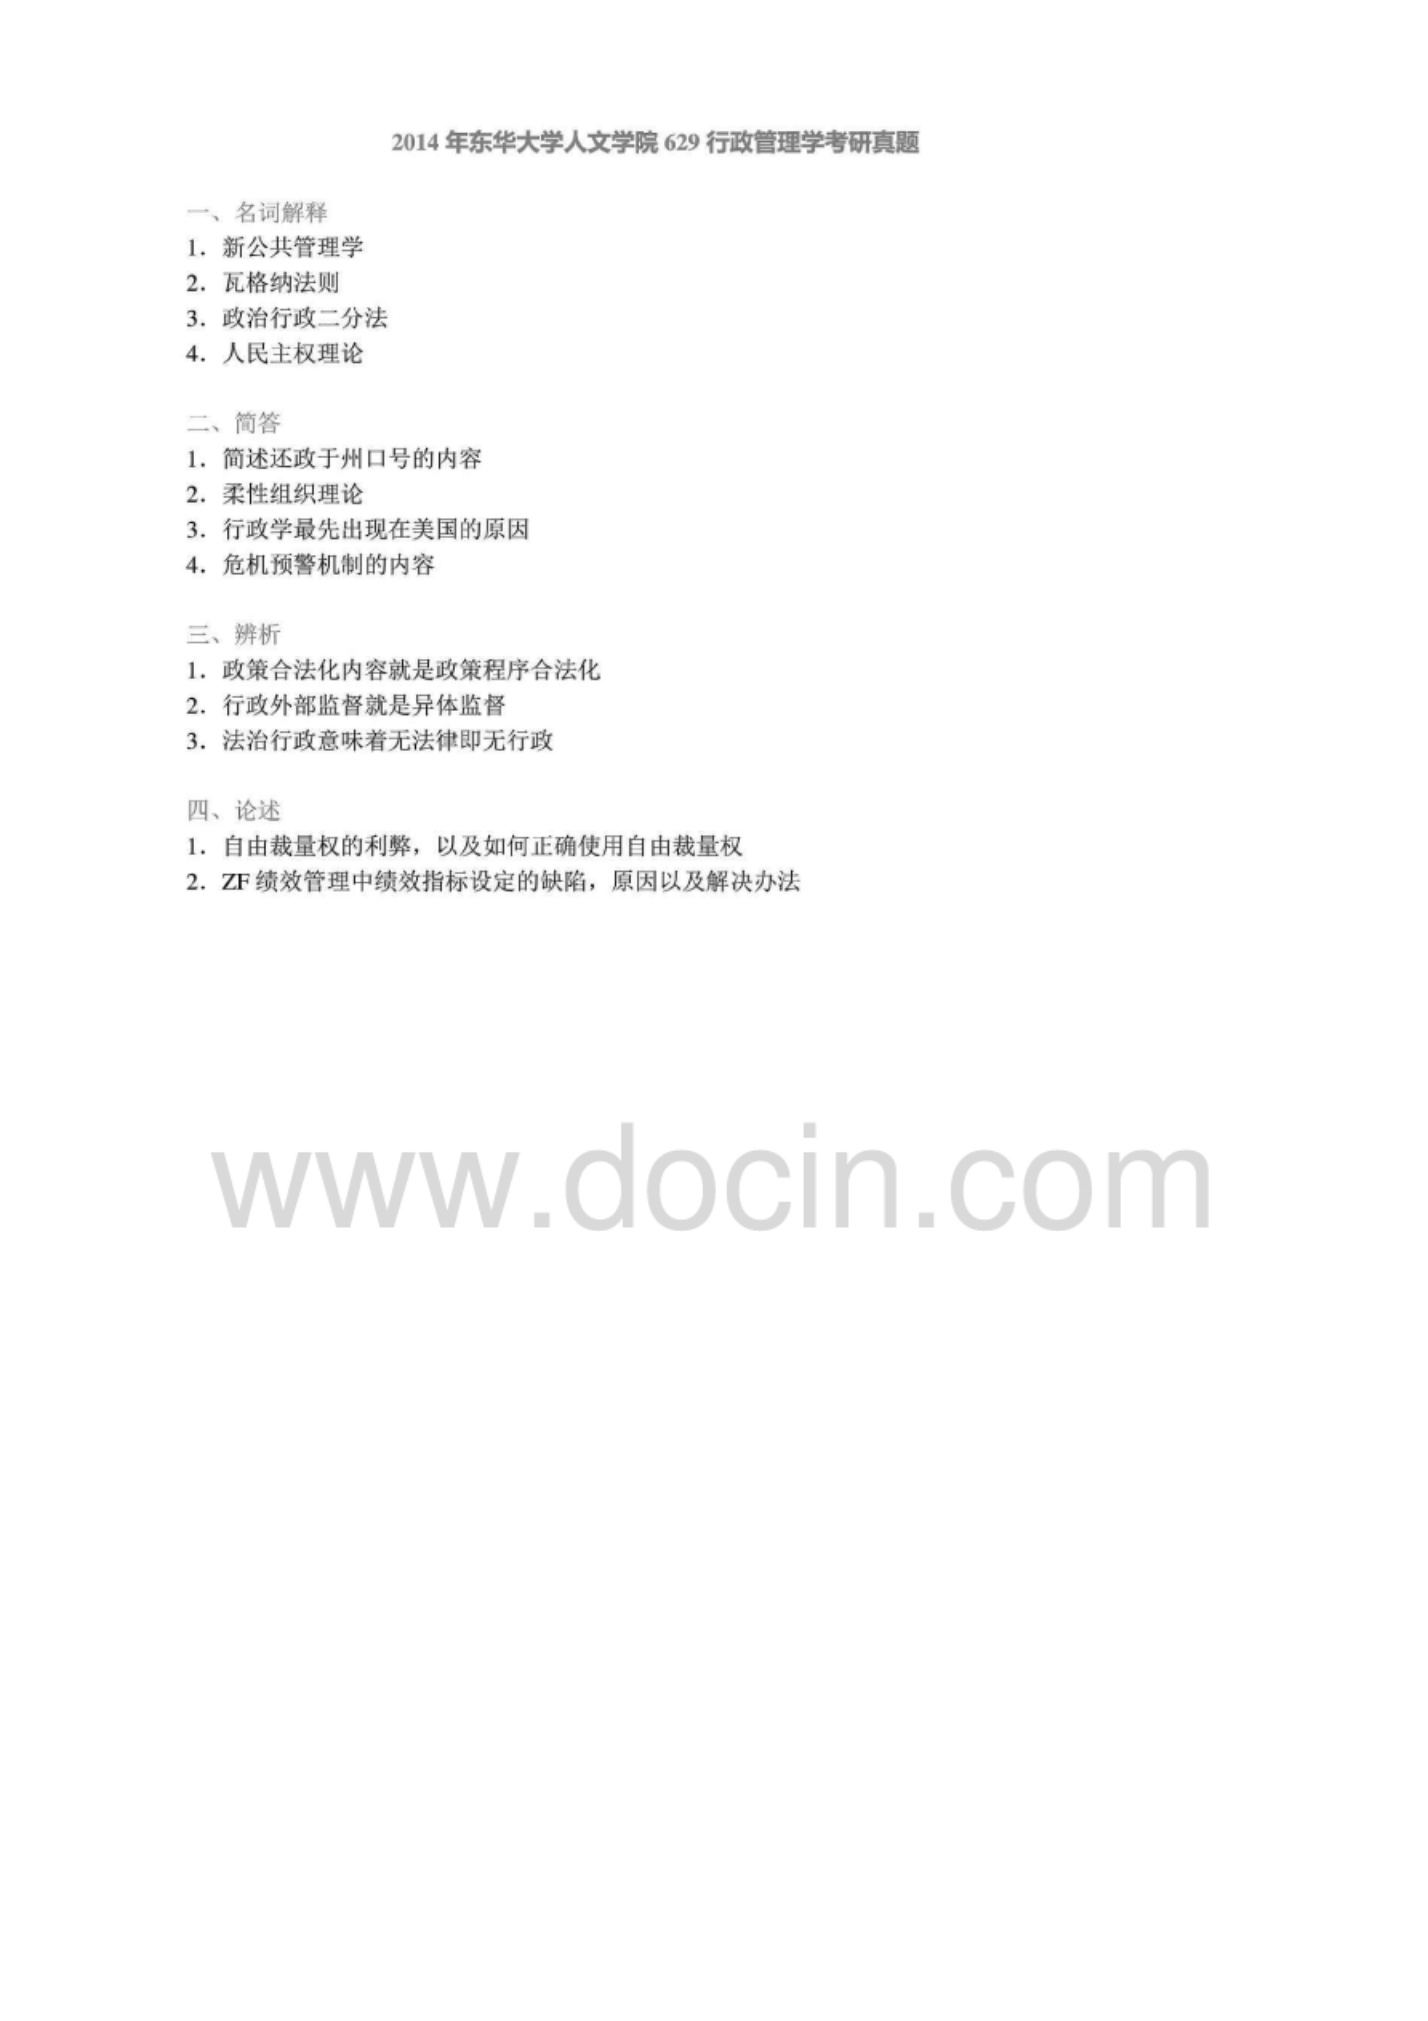 2014 年东华大学人文学院 629 行政管理学考研真题
一、名词解释
1．新公共管理学
2．瓦格纳法则
3．政治行政二分法
4．人民主权理论
二、简答
1．简述还政于州口号的内容
2．柔性组织理论
3．行政学最先出现在美国的原因
4．危机预警机制的内容
三、辨析
1．政策合法化内容就是政策程序合法化
2．行政外部监督就是异体监督
3．法治行政意味着无法律即无行政
四、论述
1．自由裁量权的利弊，以及如何正确使用自由裁量权
2．ZF 绩效管理中绩效指标设定的缺陷，原因以及解决办法
www.docin.com